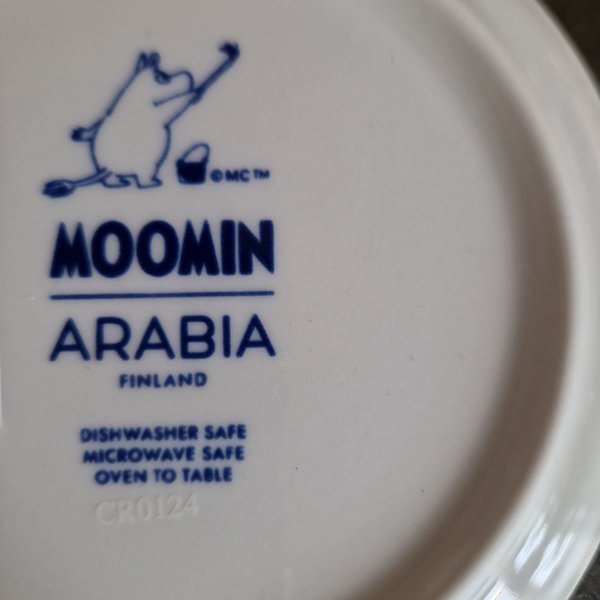 ©MC™
MOOMIN
ARABIA
FINLAND
DISHWASHER SAFE
MICROWAVE SAFE
OVEN TO TABLE
CR0124